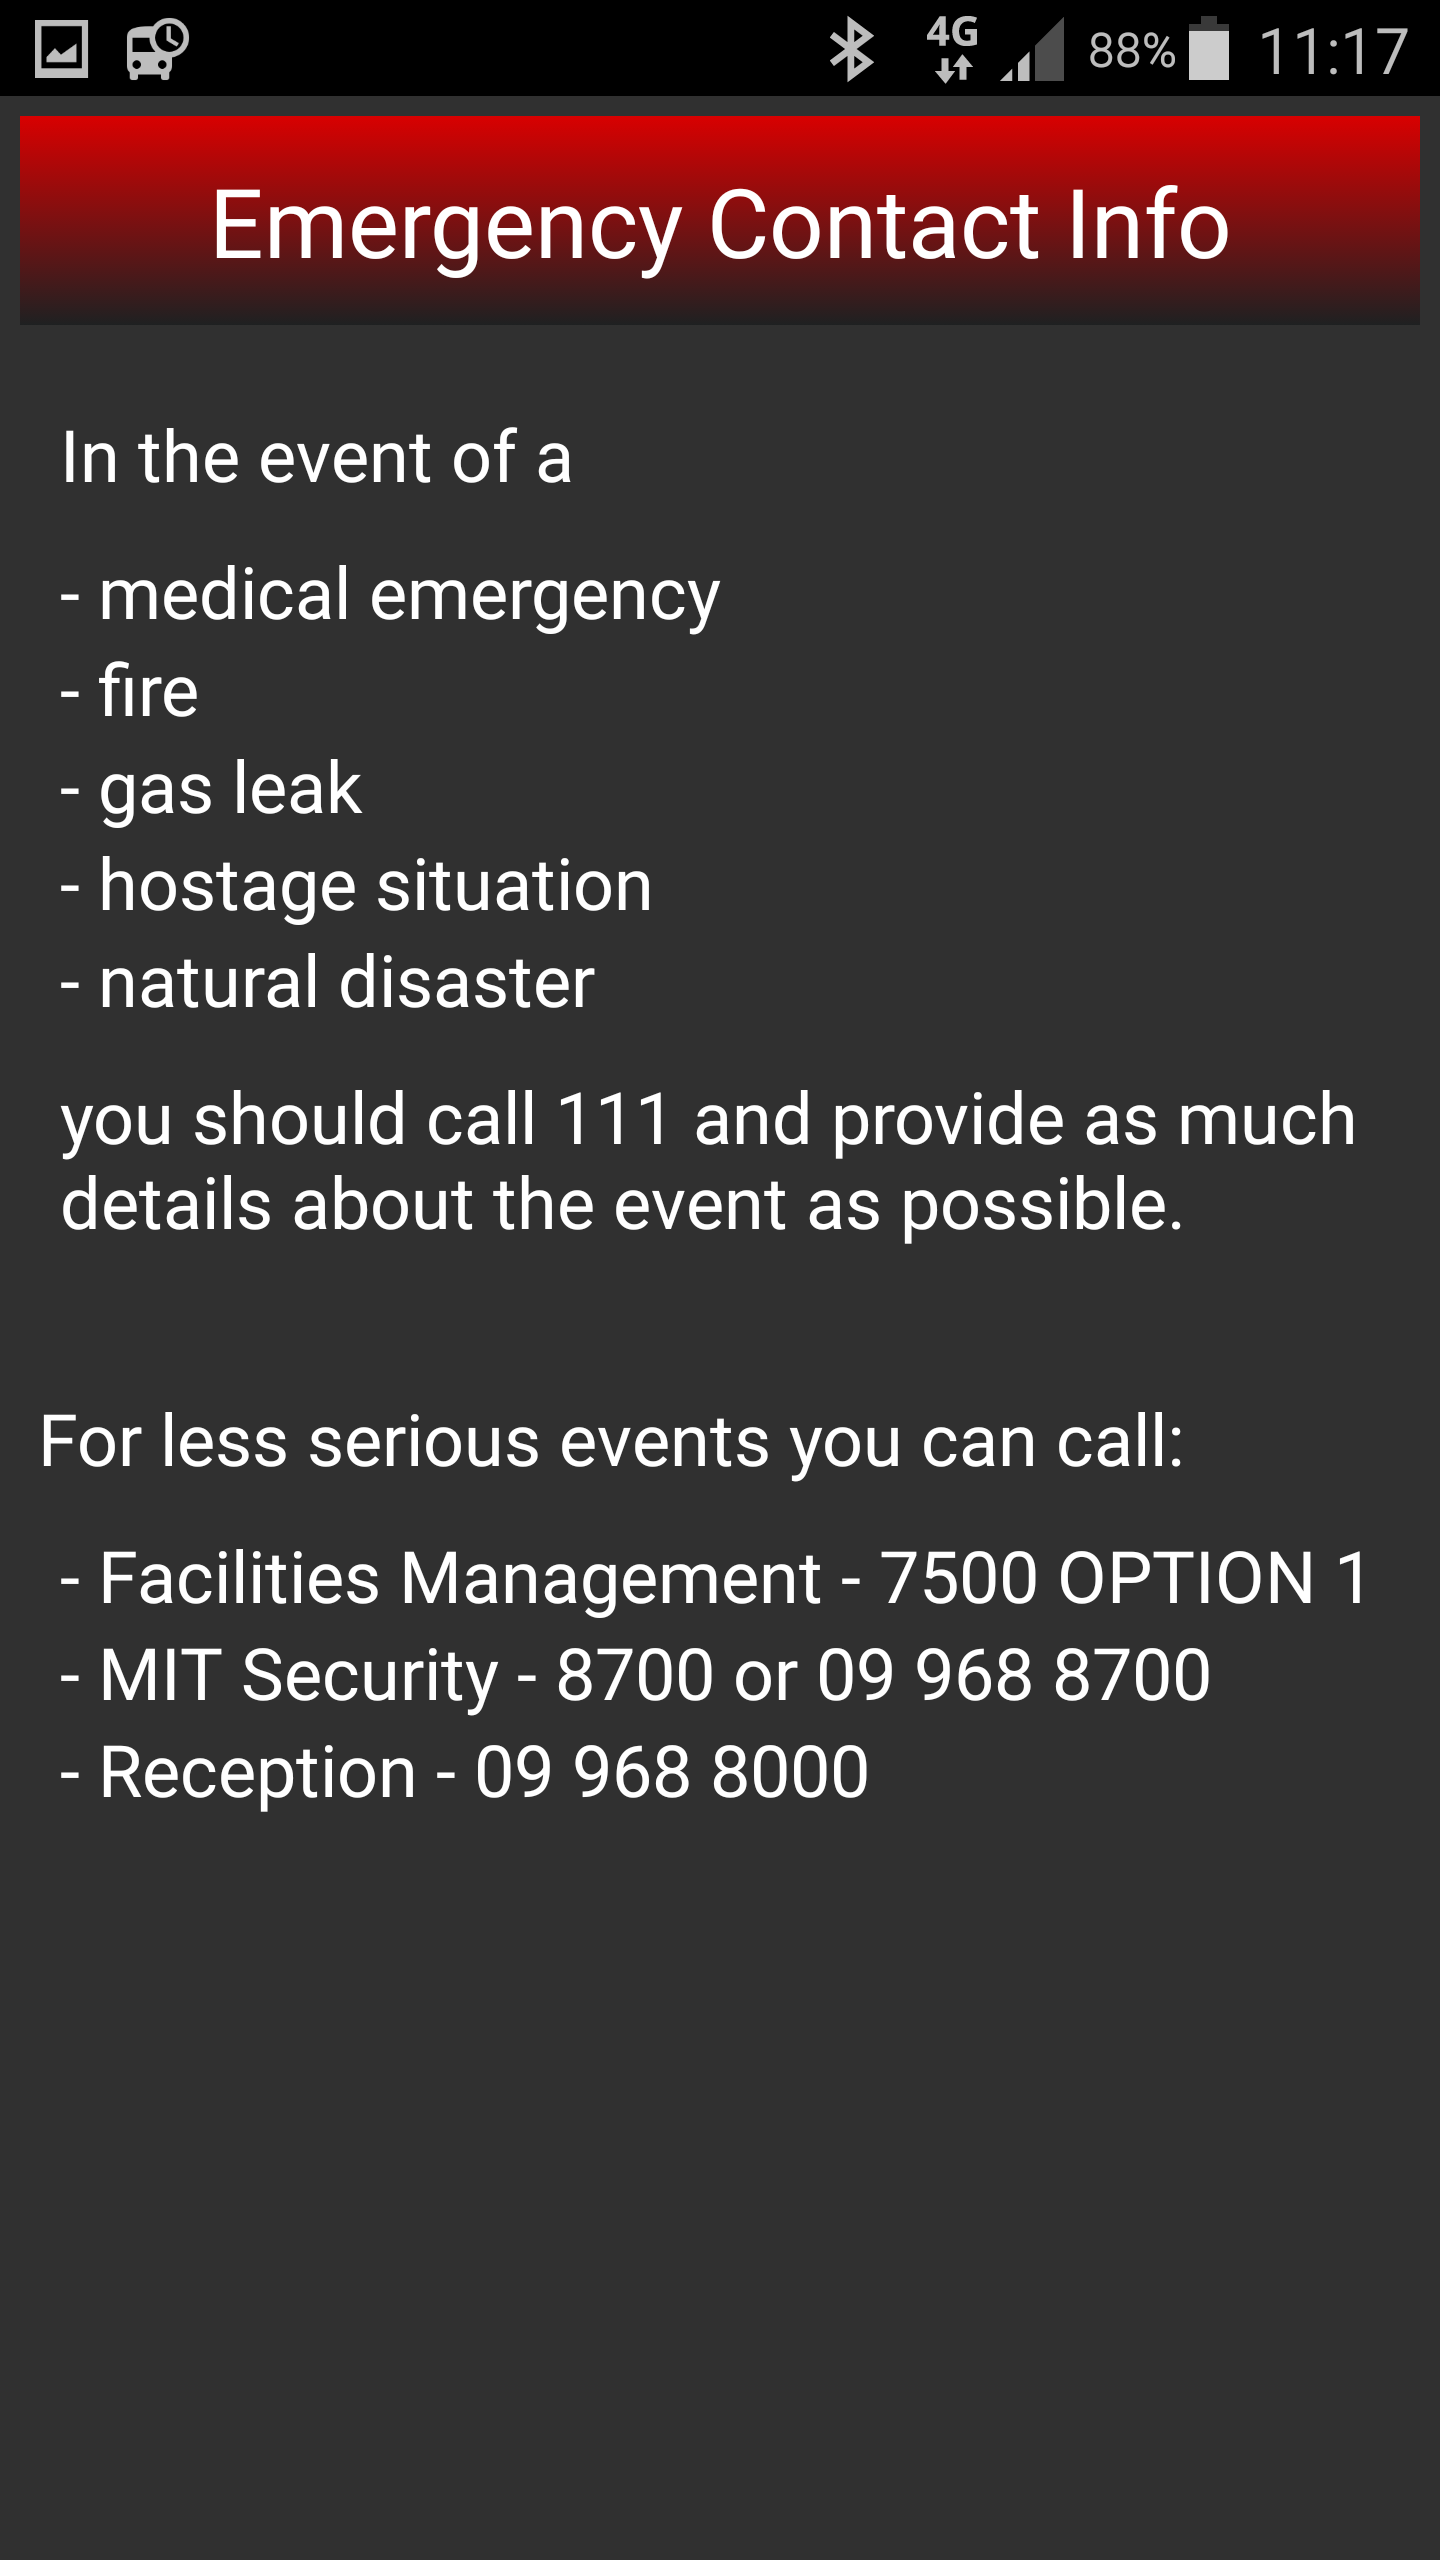 4G 88% 11:17
Emergency Contact Info
In the event of a
- medical emergency
- fire
- gas leak
- hostage situation
- natural disaster
you should call 111 and provide as much
details about the event as possible.
For less serious events you can call:
- Facilities Management - 7500 OPTION 1
- MIT Security - 8700 or 09 968 8700
- Reception - 09 968 8000